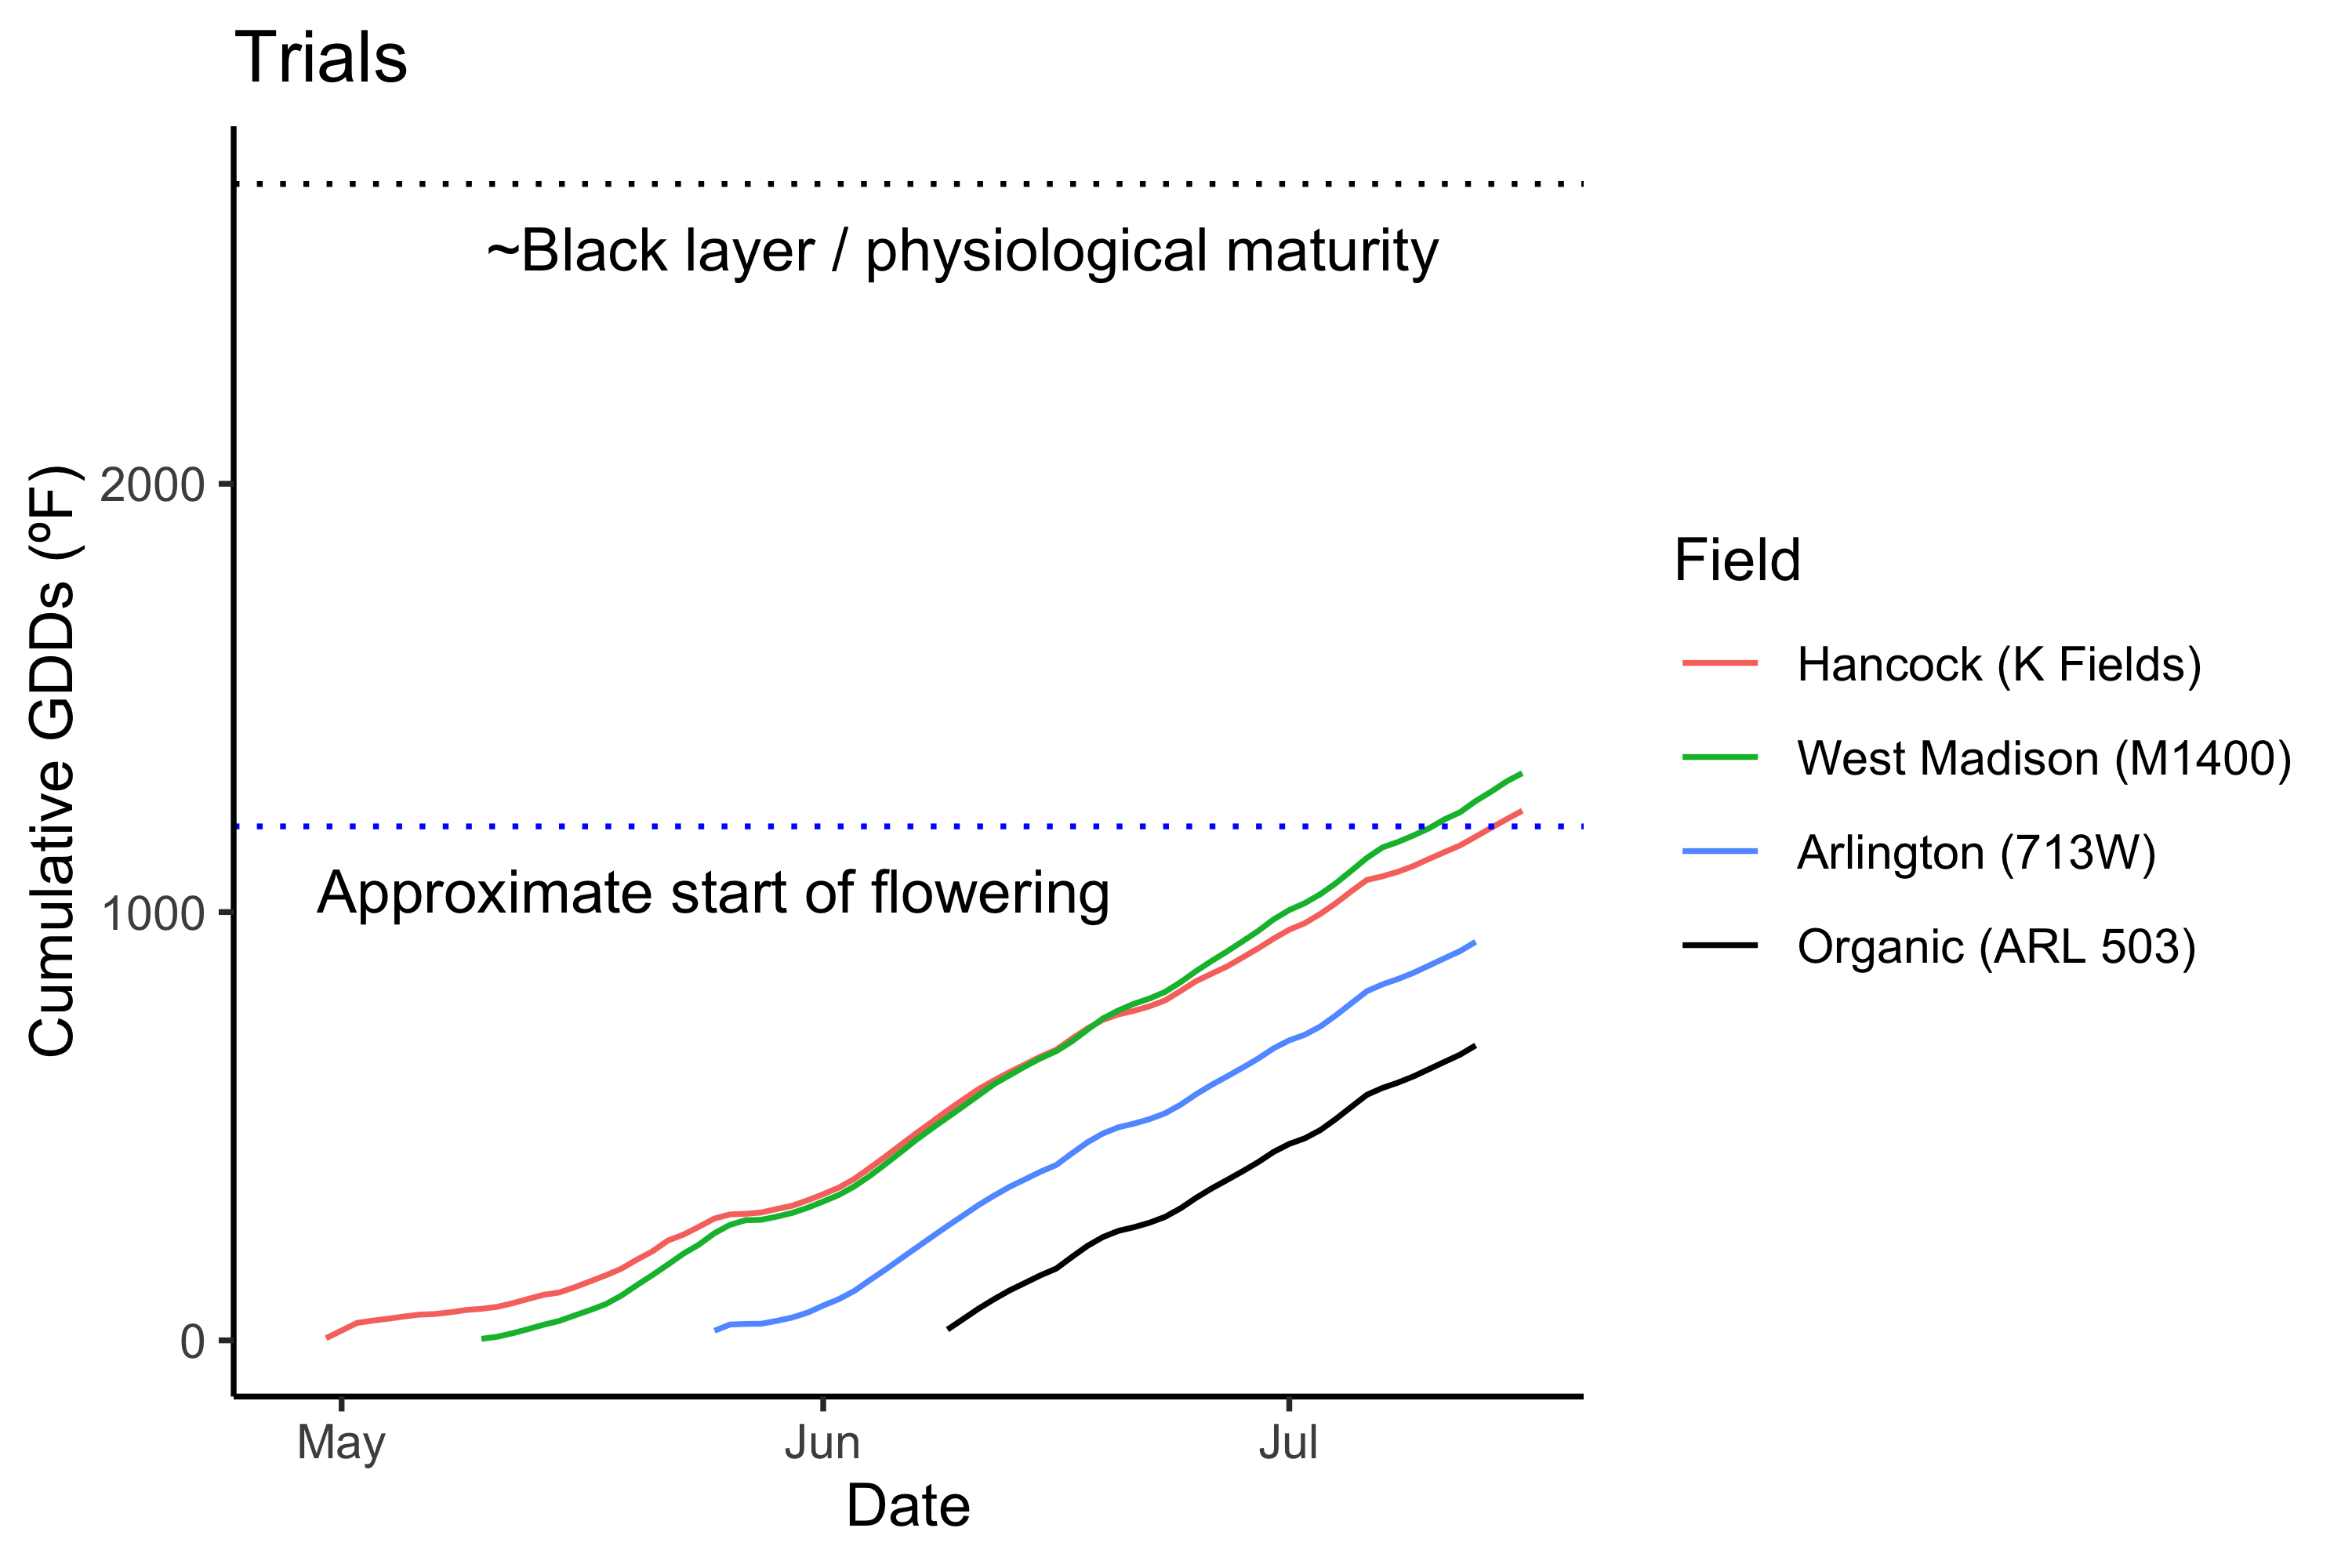 Trials
~Black layer / physiological maturity
Approximate start of flowering
Cumulative GDDs (ºF)
2000
1000
0
May
Jun
Jul
Date
Field
Hancock (K Fields)
West Madison (M1400)
Arlington (713W)
Organic (ARL 503)